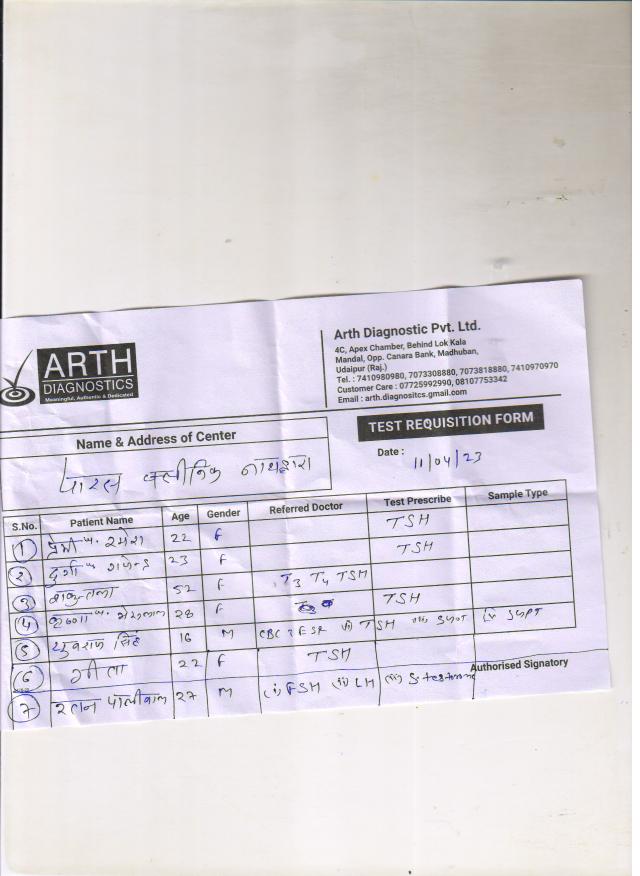 ARTH
DIAGNOSTICS
Meaningful, Authentic & Dedicated
Arth Diagnostic Pvt. Ltd.
4C, Apex Chamber, Behind Lok Kala
Mandal, Opp. Canara Bank, Madhuban,
Udaipur (Raj.)
Tel. : 7410980980, 7073308880, 7073818880, 7410970970
Customer Care : 07725992990, 08107753342
Email : arth.diagnositcs.gmail.com
Name & Address of Center
TEST REQUISITION FORM
पारस क्लीनिक नाथद्वारा
Date : 11/04/23
S.No. Patient Name Age Gender Referred Doctor Test Prescribe Sample Type
1 रमेश 22 F TSH
2 दुर्गा 23 F TSH
3 शकुन्तला 52 F T3 T4 TSH
4 28 F TSH
5 युवराज सिंह 16 M CBC ESR TSH SGOT SGPT
6 22 F TSH
7 रतन पालीवाल 27 M (i) FSH (ii) LH (iii)
Authorised Signatory